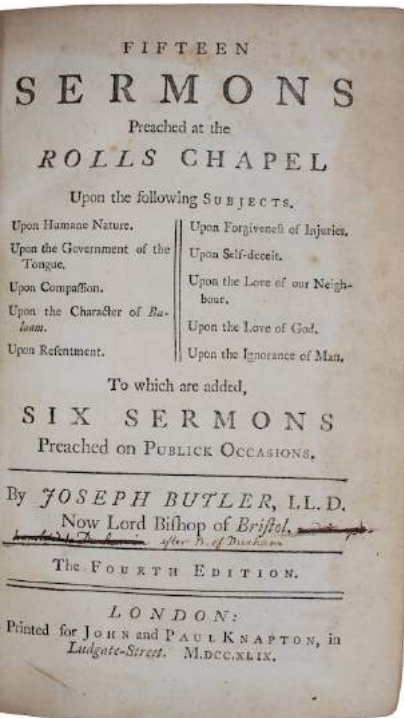 FIFTEEN
SERMONS
Preached at the
ROLLS CHAPEL
Upon the following SUBJECTS.
Upon Humane Nature.
Upon the Government of the
Tongue.
Upon Compaſſion.
Upon the Character of Ba-
laam.
Upon Reſentment.
Upon Forgiveneſs of Injuries.
Upon Self-deceit.
Upon the Love of our Neigh-
bour.
Upon the Love of God.
Upon the Ignorance of Man.
To which are added,
SIX SERMONS
Preached on PUBLICK OCCASIONS.
By JOSEPH BUTLER, LL. D.
Now Lord Biſhop of Briſtol.
after B. of Durham
The FOURTH EDITION.
LONDON:
Printed for JOHN and PAUL KNAPTON, in
Ludgate-Street. M.DCC.XLIX.